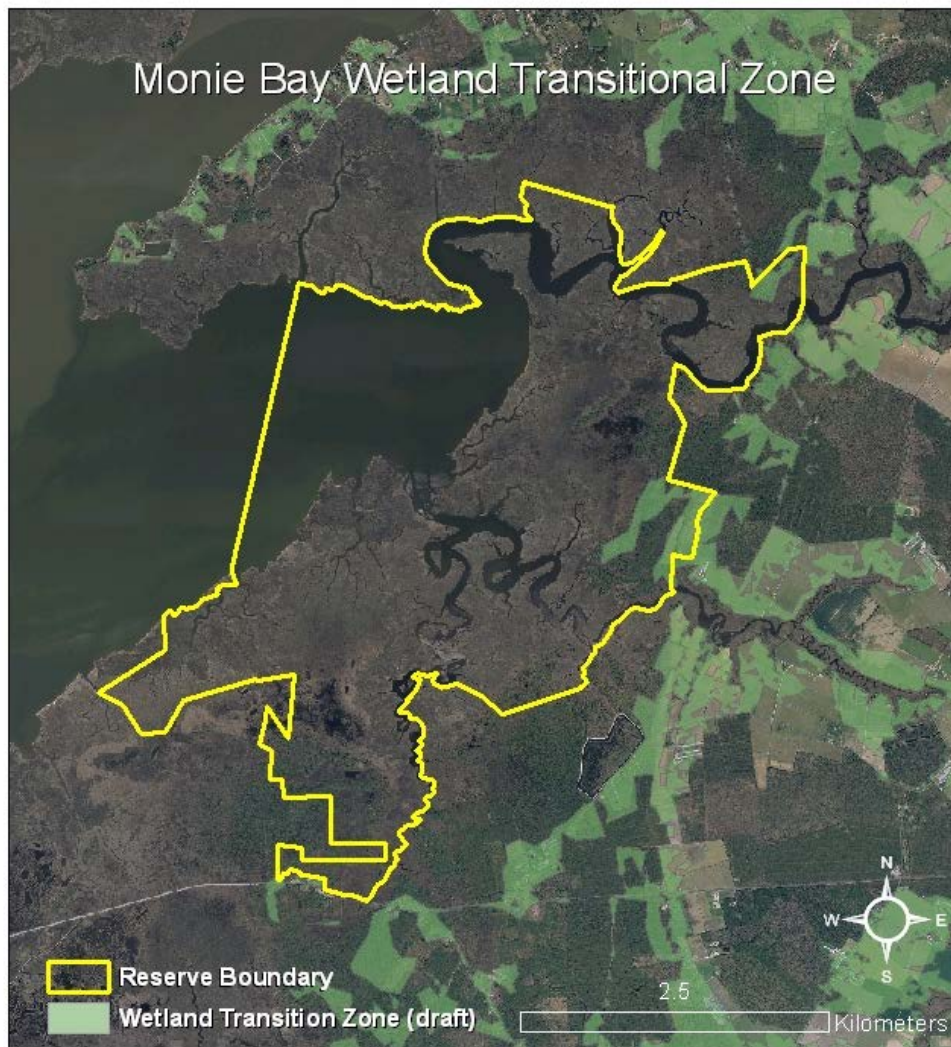 Monie Bay Wetland Transitional Zone
N
W E
S
Reserve Boundary
Wetland Transition Zone (draft)
2.5
Kilometers